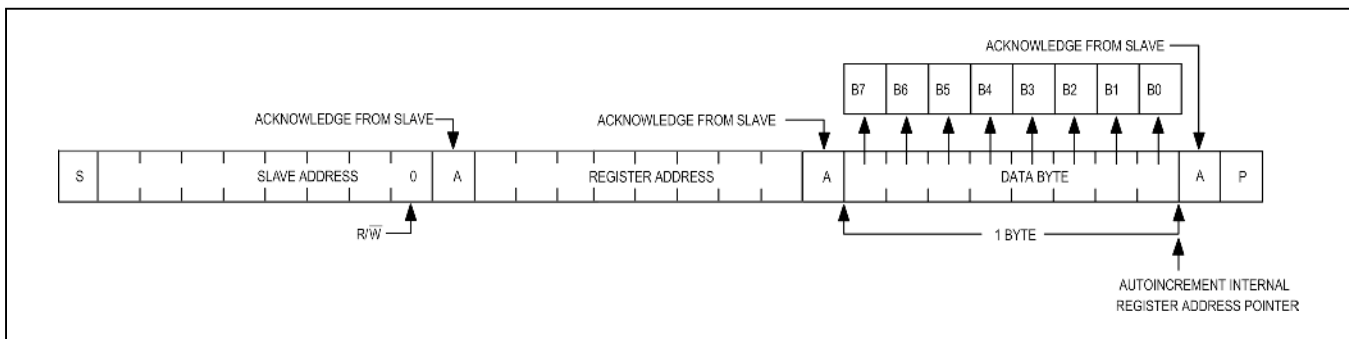 ACKNOWLEDGE FROM SLAVE
B7 B6 B5 B4 B3 B2 B1 B0
ACKNOWLEDGE FROM SLAVE
ACKNOWLEDGE FROM SLAVE
S SLAVE ADDRESS 0 A REGISTER ADDRESS A DATA BYTE A P
R/W̅
1 BYTE
AUTOINCREMENT INTERNAL
REGISTER ADDRESS POINTER